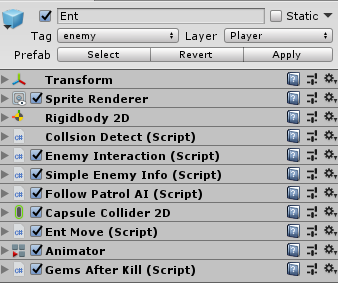 Ent Static
Tag enemy Layer Player
Prefab Select Revert Apply
Transform
Sprite Renderer
Rigidbody 2D
Collsion Detect (Script)
Enemy Interaction (Script)
Simple Enemy Info (Script)
Follow Patrol AI (Script)
Capsule Collider 2D
Ent Move (Script)
Animator
Gems After Kill (Script)